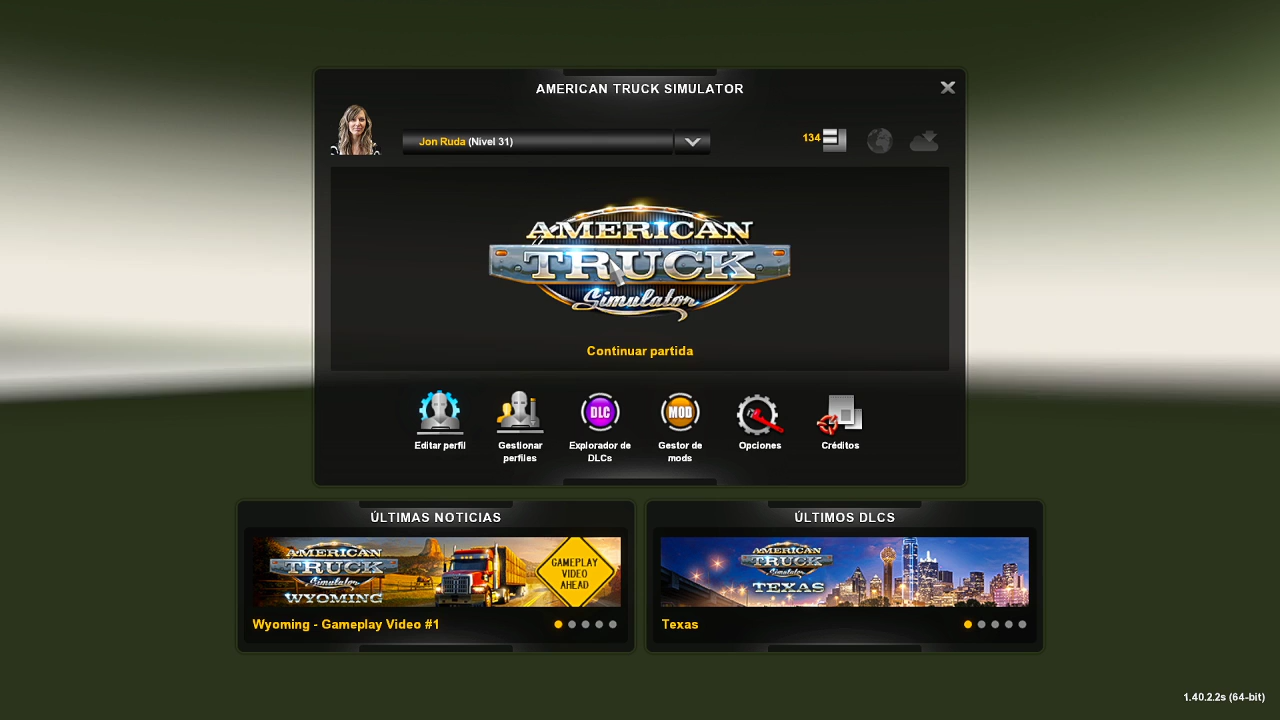 AMERICAN TRUCK SIMULATOR
Jon Ruda (Nivel 31)
134
AMERICAN
TRUCK
Simulator
Continuar partida
DLC
MOD
Editar perfil
Gestionar
perfiles
Explorador de
DLCs
Gestor de
mods
Opciones
Créditos
ÚLTIMAS NOTICIAS
AMERICAN
TRUCK
Simulator
WYOMING
GAMEPLAY
VIDEO
AHEAD
Wyoming - Gameplay Video #1
ÚLTIMOS DLCS
AMERICAN
TRUCK
Simulator
TEXAS
Texas
1.40.2.2s (64-bit)